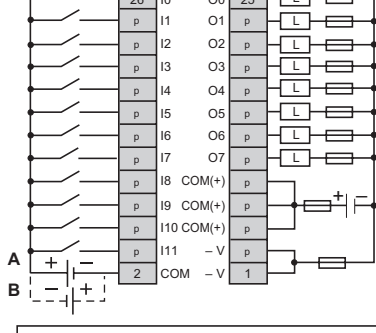 26 I0 O0 25
p I1 O1 p L
p I2 O2 p L
p I3 O3 p L
p I4 O4 p L
p I5 O5 p L
p I6 O6 p L
p I7 O7 p L
p I8 COM(+) p
p I9 COM(+) p + −
p I10 COM(+) p
p I11 – V p
A + − 2 COM – V 1
B − +